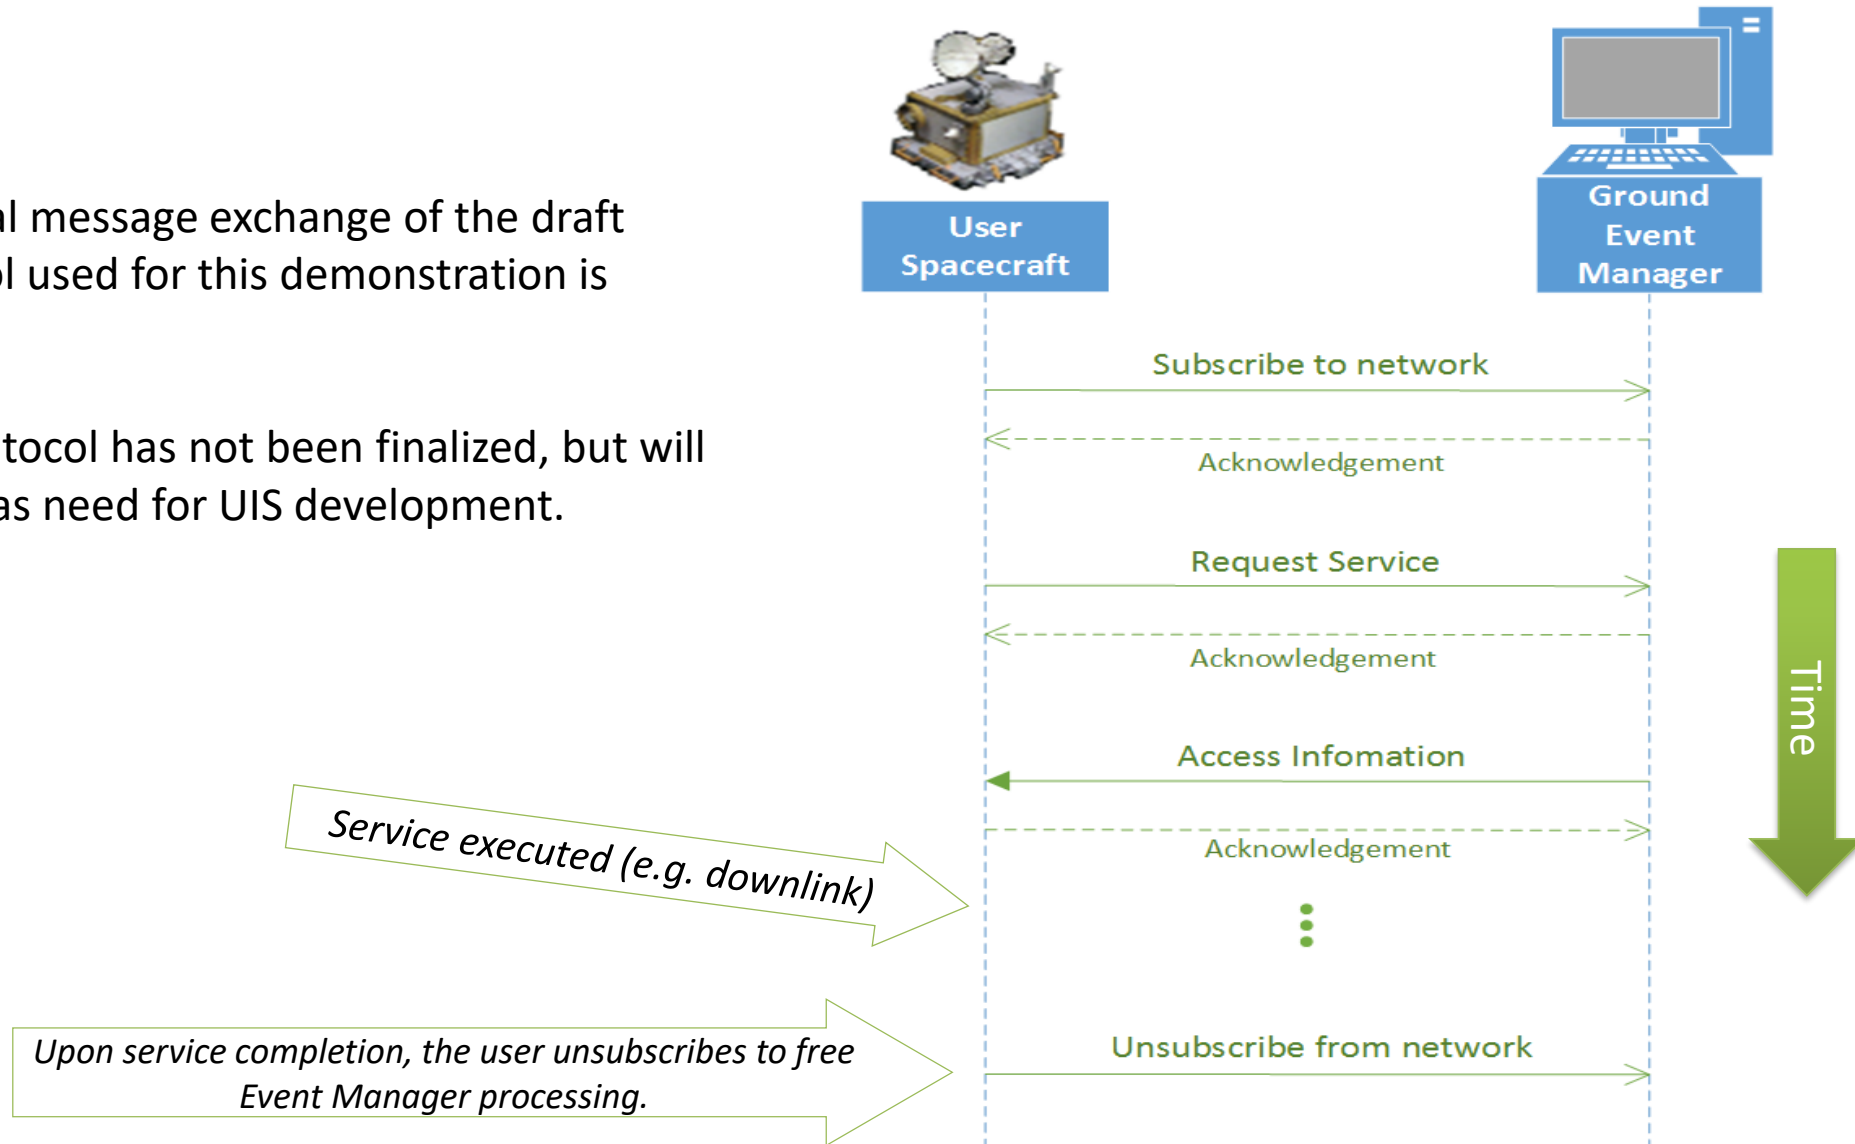 al message exchange of the draft
ol used for this demonstration is
tocol has not been finalized, but will
as need for UIS development.
User
Spacecraft
Ground
Event
Manager
Subscribe to network
Acknowledgement
Request Service
Acknowledgement
Access Infomation
Acknowledgement
Time
Service executed (e.g. downlink)
Upon service completion, the user unsubscribes to free
Event Manager processing.
Unsubscribe from network